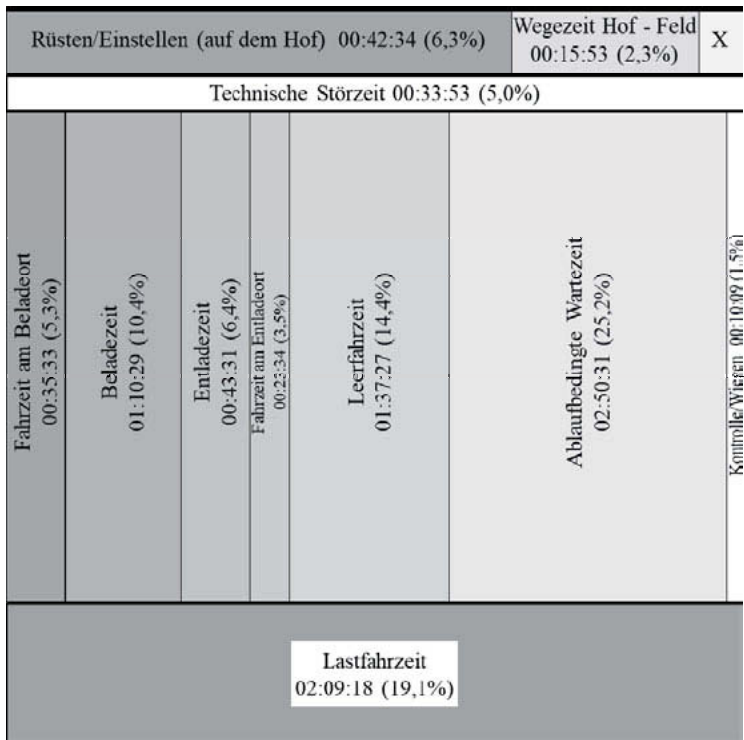 Rüsten/Einstellen (auf dem Hof) 00:42:34 (6,3%)
Wegezeit Hof - Feld
00:15:53 (2,3%)
X
Technische Störzeit 00:33:53 (5,0%)
Fahrzeit am Beladeort
00:35:33 (5,3%)
Beladezeit
01:10:29 (10,4%)
Entladezeit
00:43:31 (6,4%)
Fahrzeit am Entladeort
00:23:34 (3,5%)
Leerfahrzeit
01:37:27 (14,4%)
Ablaufbedingte Wartezeit
02:50:31 (25,2%)
Kontrolle/Wiegen 00:10:09 (1,5%)
Lastfahrzeit
02:09:18 (19,1%)